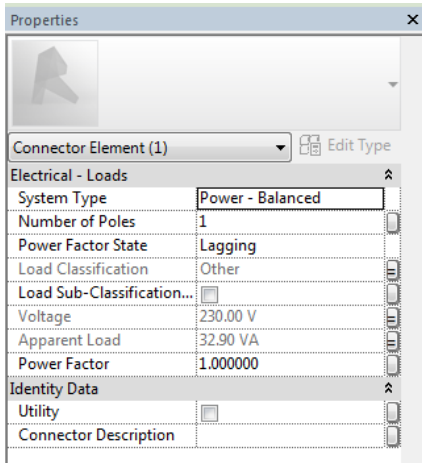 Properties
Connector Element (1)
Edit Type
Electrical - Loads
System Type Power - Balanced
Number of Poles 1
Power Factor State Lagging
Load Classification Other
Load Sub-Classification...
Voltage 230.00 V
Apparent Load 32.90 VA
Power Factor 1.000000
Identity Data
Utility
Connector Description